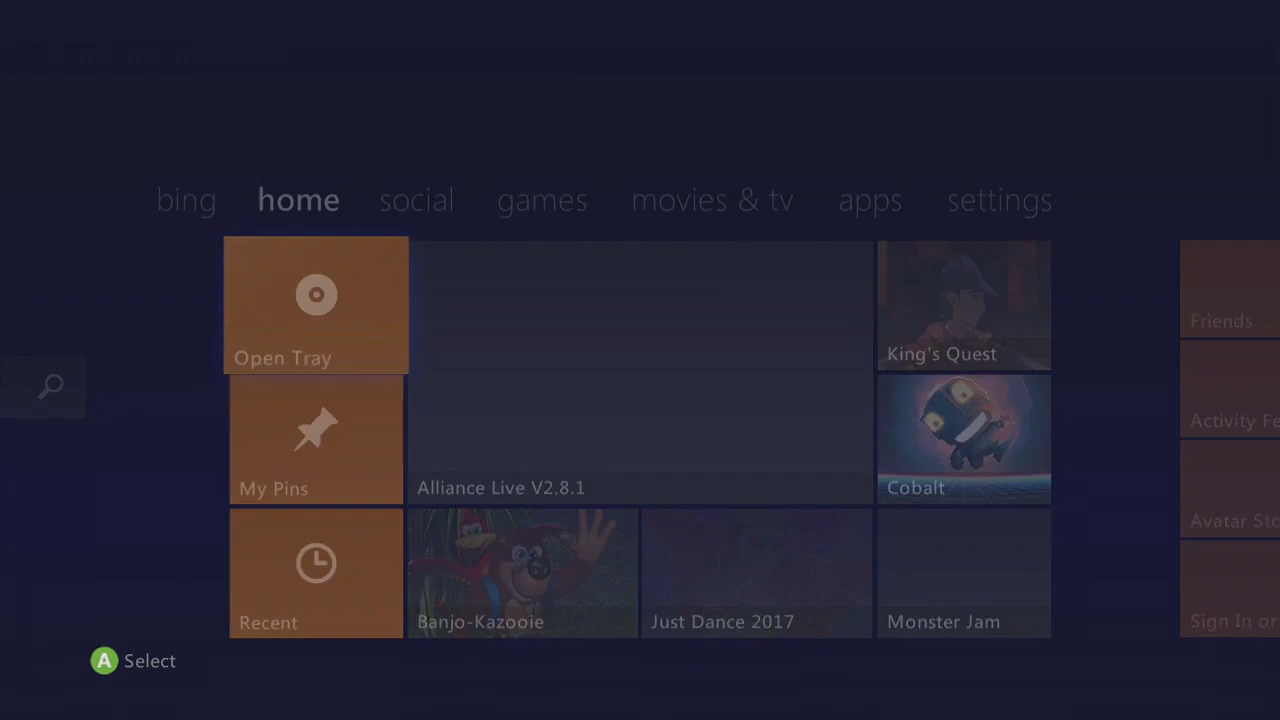 bing home social games movies & tv apps settings
Open Tray
My Pins
Recent
Alliance Live V2.8.1
King's Quest
Cobalt
Banjo-Kazooie
Just Dance 2017
Monster Jam
Friends
Activity Fe
Avatar Sto
Sign In or
A Select